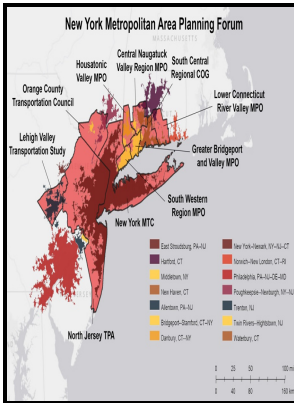 New York Metropolitan Area Planning Forum
MASSACHUSETTS
Housatonic
Valley MPO
Central Naugatuck
Valley Region MPO
South Central
Regional COG
Orange County
Transportation Council
Lower Connecticut
River Valley MPO
Lehigh Valley
Transportation Study
Greater Bridgeport
and Valley MPO
South Western
Region MPO
New York MTC
North Jersey TPA
East Stroudsburg, PA–NJ
Hartford, CT
Middletown, NY
New Haven, CT
Allentown, PA–NJ
Bridgeport–Stamford, CT–NY
Danbury, CT–NY
New York–Newark, NY–NJ–CT
Norwich–New London, CT–RI
Philadelphia, PA–NJ–DE–MD
Poughkeepsie–Newburgh, NY–NJ
Trenton, NJ
Twin Rivers–Hightstown, NJ
Waterbury, CT
0 25 50 100 mi
0 40 80 160 km